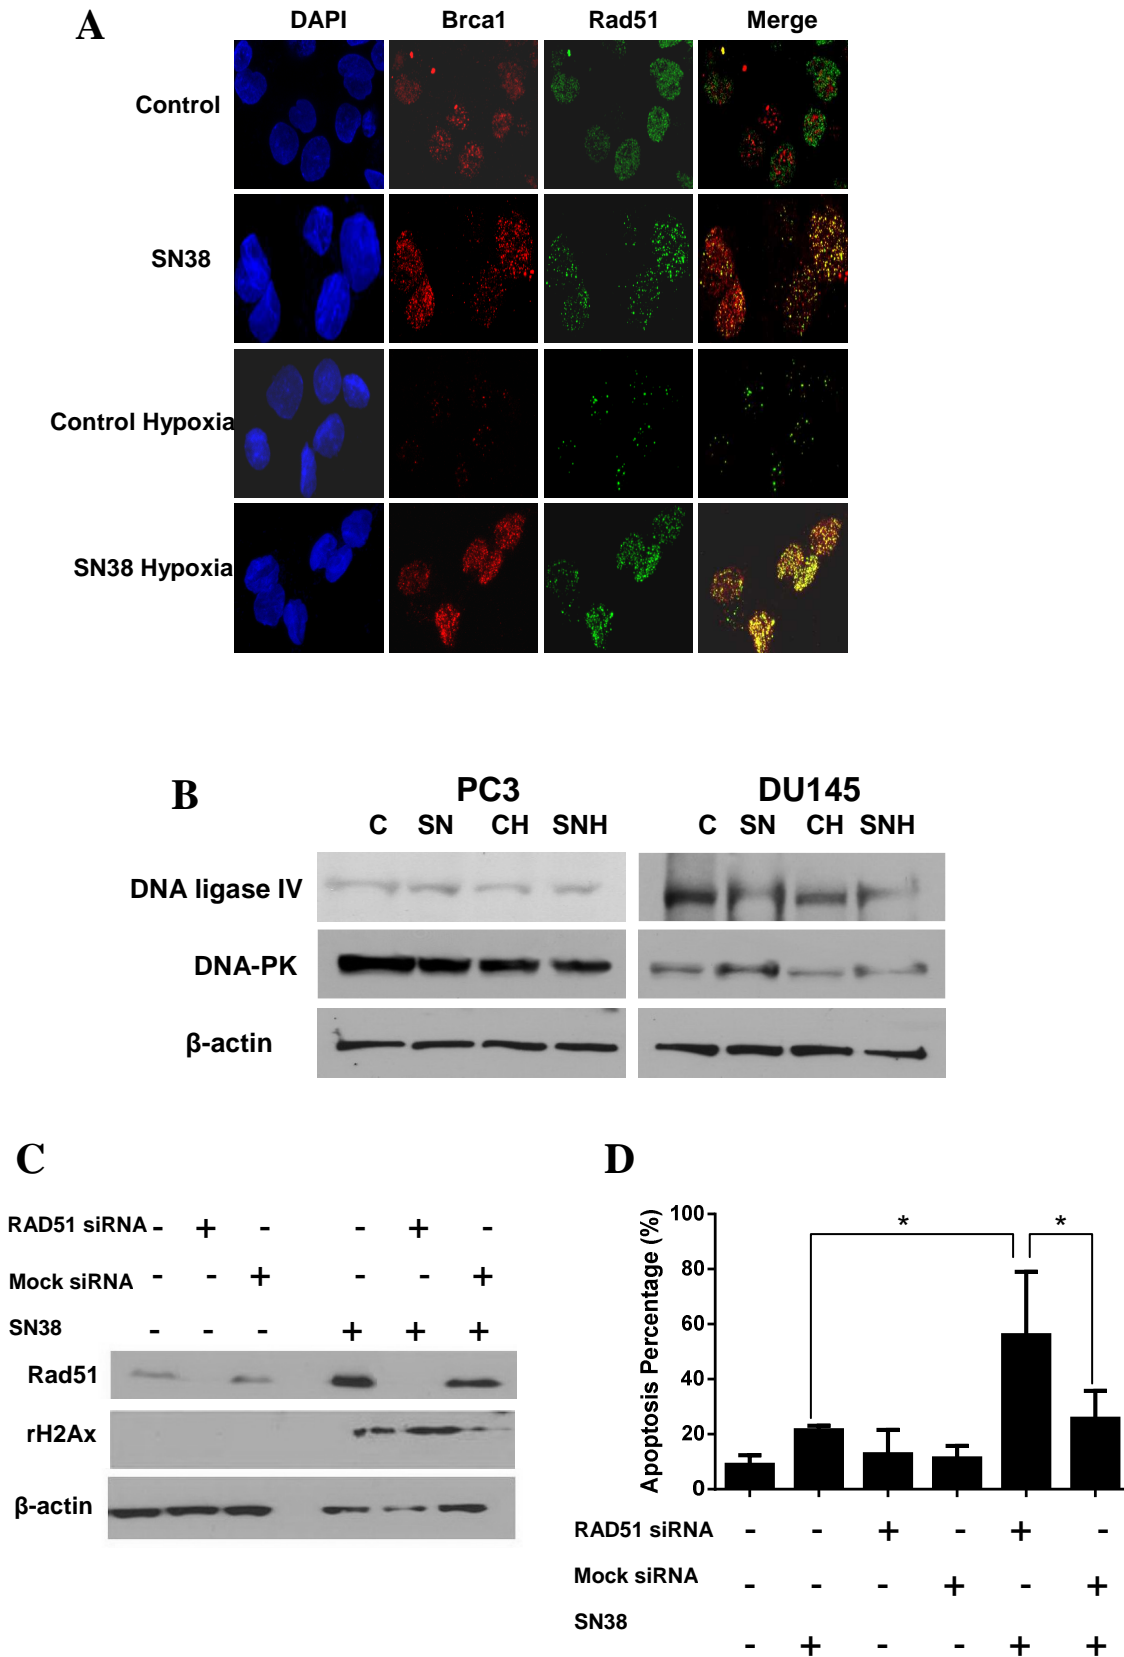 A
DAPI Brca1 Rad51 Merge
Control
SN38
Control Hypoxia
SN38 Hypoxia
B
PC3 DU145
C SN CH SNH C SN CH SNH
DNA ligase IV
DNA-PK
β-actin
C
RAD51 siRNA - + - - + -
Mock siRNA - - + - - +
SN38 - - - + + +
Rad51
rH2Ax
β-actin
D
Apoptosis Percentage (%)
100
80
60
40
20
0
* *
RAD51 siRNA - - + - + -
Mock siRNA - - - + - +
SN38 - + - - + +